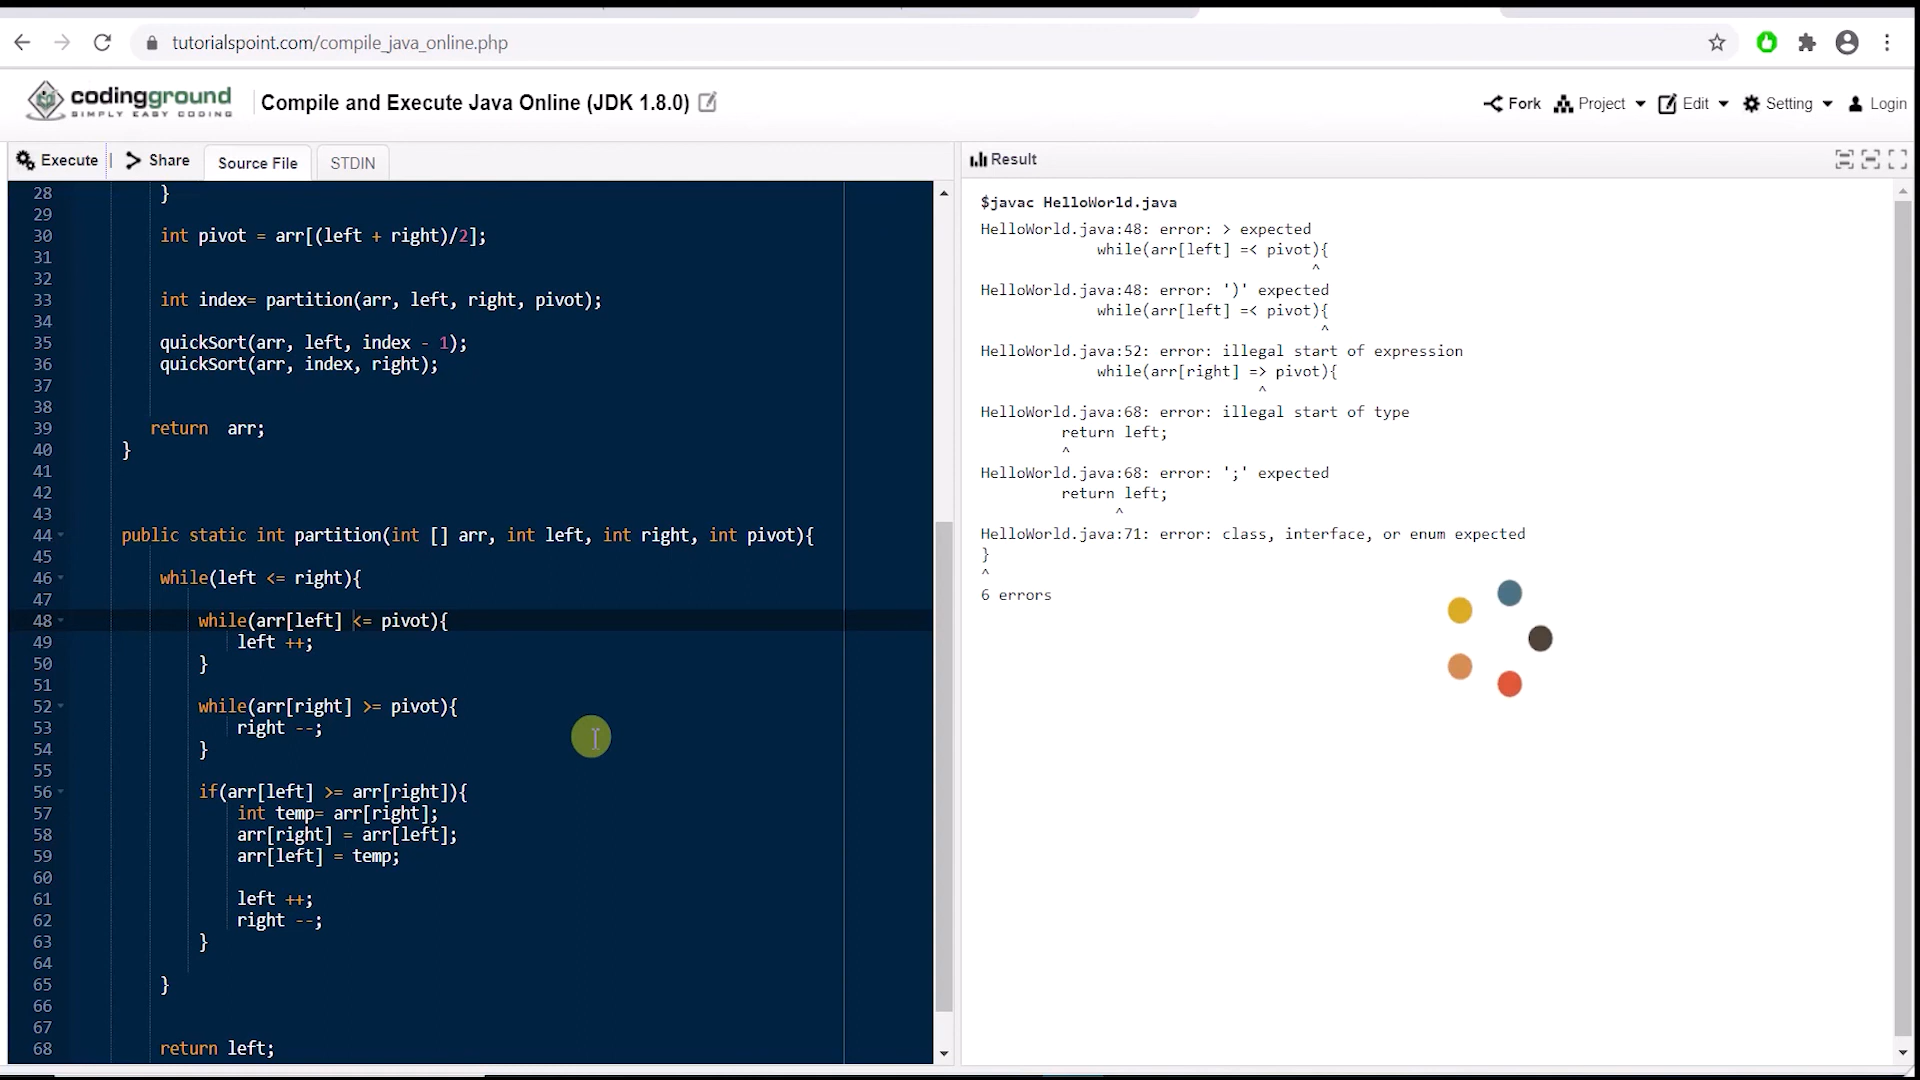 tutorialspoint.com/compile_java_online.php
codingground
SIMPLY EASY CODING
Compile and Execute Java Online (JDK 1.8.0)
Fork Project Edit Setting Login
Execute | Share Source File STDIN
Result
28 }
29
30 int pivot = arr[(left + right)/2];
31
32
33 int index= partition(arr, left, right, pivot);
34
35 quickSort(arr, left, index - 1);
36 quickSort(arr, index, right);
37
38
39 return  arr;
40 }
41
42
43
44 public static int partition(int [] arr, int left, int right, int pivot){
45
46 while(left <= right){
47
48 while(arr[left] <= pivot){
49 left ++;
50 }
51
52 while(arr[right] >= pivot){
53 right --;
54 }
55
56 if(arr[left] >= arr[right]){
57 int temp= arr[right];
58 arr[right] = arr[left];
59 arr[left] = temp;
60
61 left ++;
62 right --;
63 }
64
65 }
66
67
68 return left;
$javac HelloWorld.java
HelloWorld.java:48: error: > expected
while(arr[left] =< pivot){
^
HelloWorld.java:48: error: ')' expected
while(arr[left] =< pivot){
^
HelloWorld.java:52: error: illegal start of expression
while(arr[right] => pivot){
^
HelloWorld.java:68: error: illegal start of type
return left;
^
HelloWorld.java:68: error: ';' expected
return left;
^
HelloWorld.java:71: error: class, interface, or enum expected
}
^
6 errors